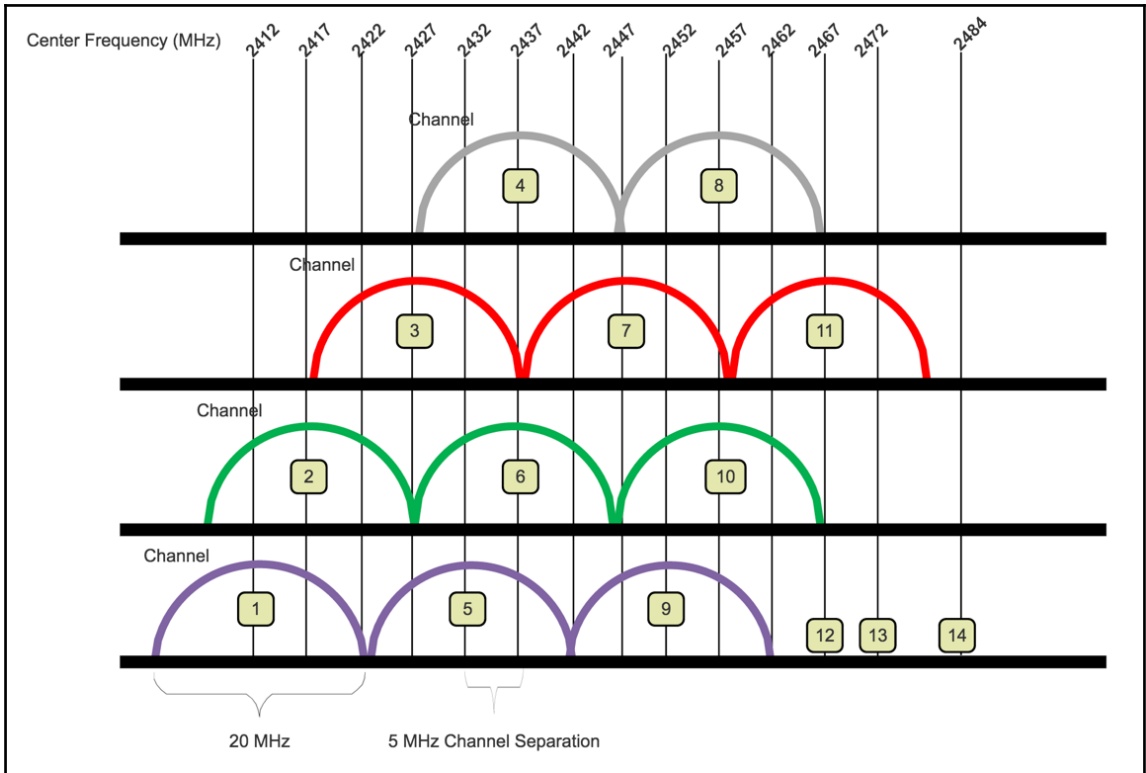 Center Frequency (MHz) 2412 2417 2422 2427 2432 2437 2442 2447 2452 2457 2462 2467 2472 2484
Channel
4 8
Channel
3 7 11
Channel
2 6 10
Channel
1 5 9 12 13 14
20 MHz 5 MHz Channel Separation